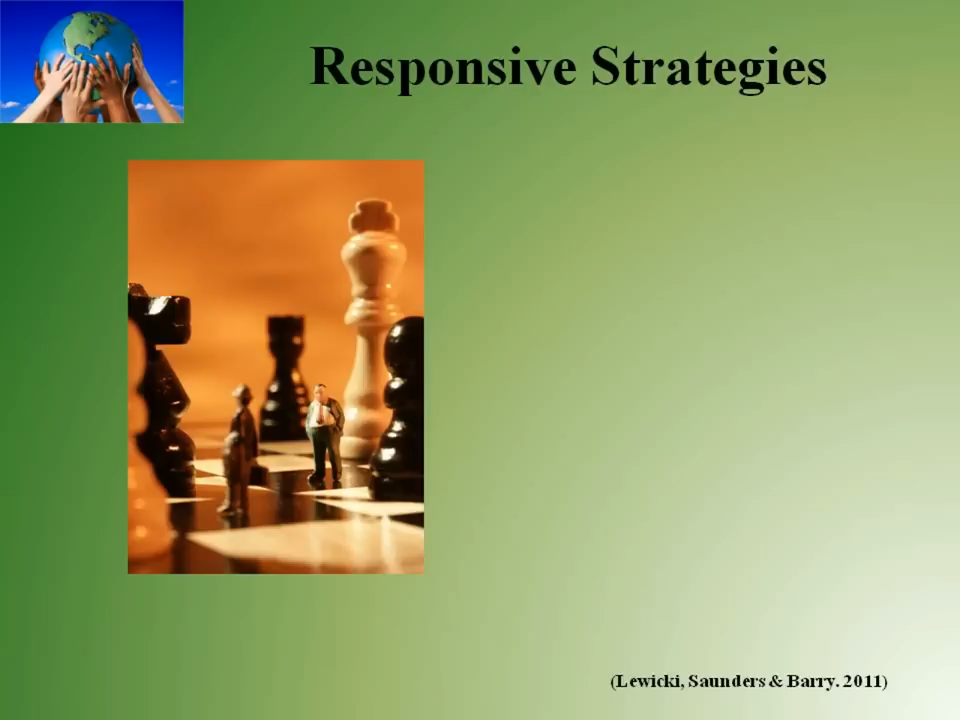 Responsive Strategies
(Lewicki, Saunders & Barry. 2011)